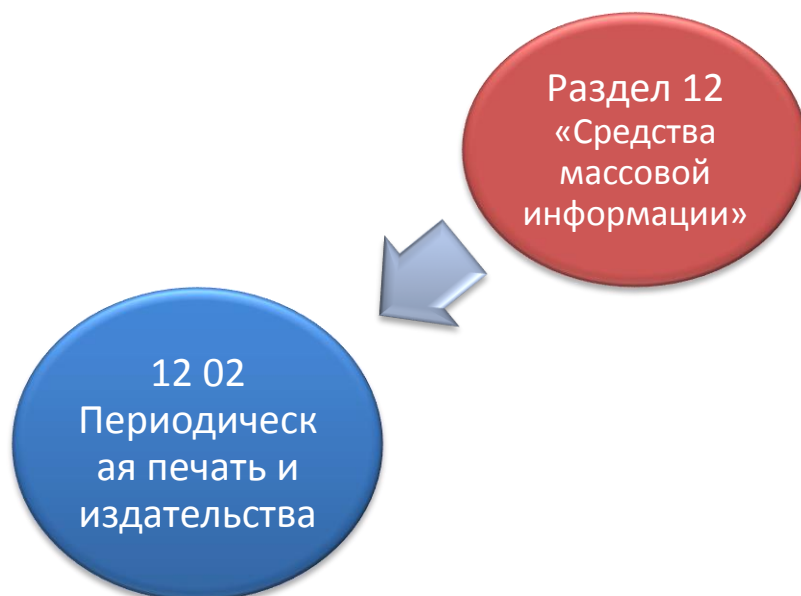 Раздел 12
«Средства
массовой
информации»
12 02
Периодическ
ая печать и
издательства